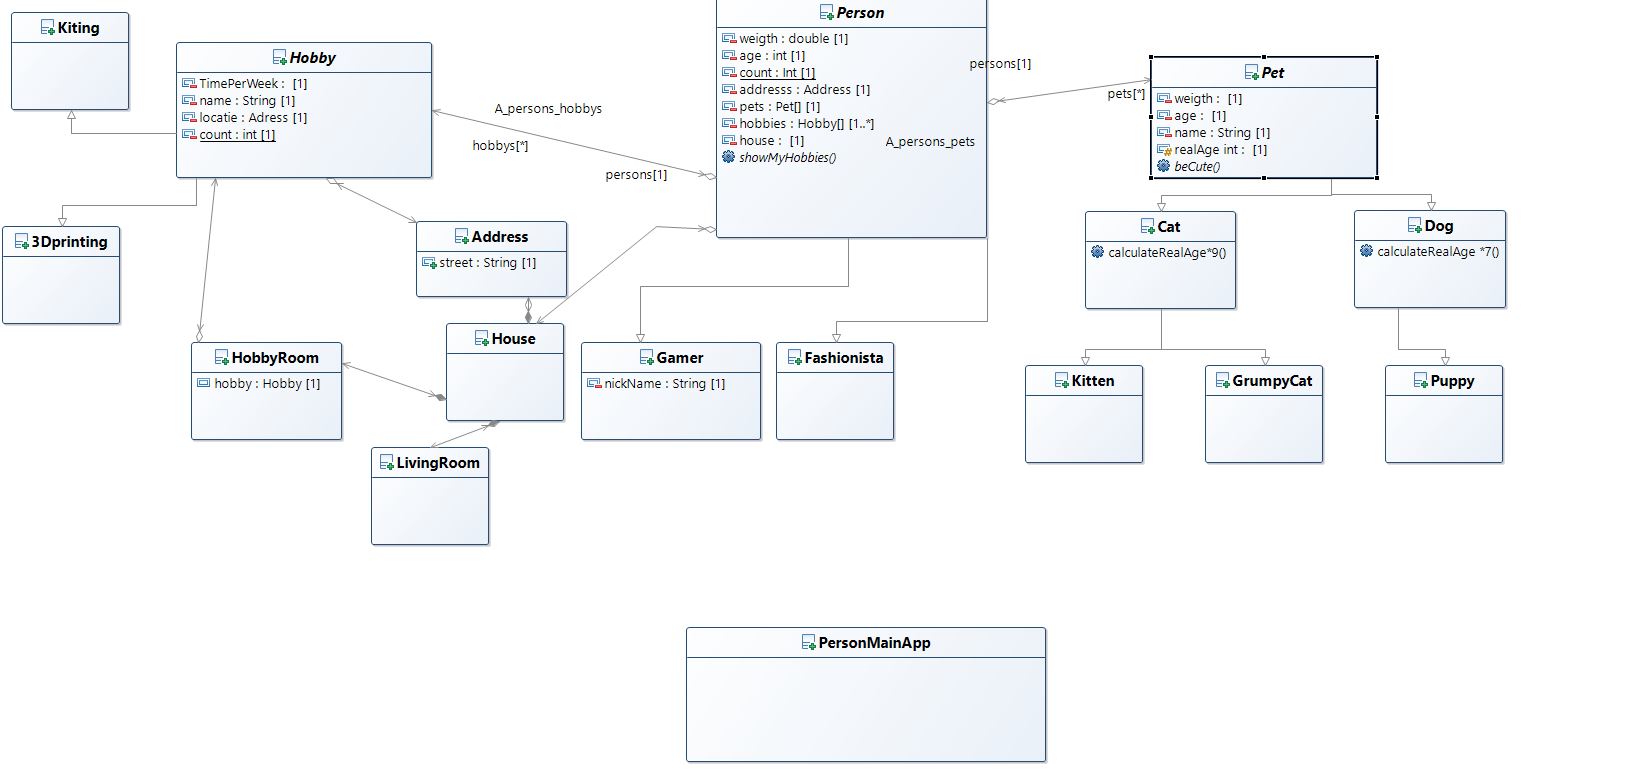 Kiting
Hobby
TimePerWeek : [1]
name : String [1]
locatie : Adress [1]
count : int [1]
Person
weigth : double [1]
age : int [1]
count : Int [1]
addresss : Address [1]
pets : Pet[] [1]
hobbies : Hobby[] [1..*]
house : [1]
showMyHobbies()
A_persons_hobbys
hobbys[*]
persons[1]
persons[1]
pets[*]
A_persons_pets
Pet
weigth : [1]
age : [1]
name : String [1]
realAge int : [1]
beCute()
3Dprinting
Address
street : String [1]
Cat
calculateRealAge*9()
Dog
calculateRealAge *7()
HobbyRoom
hobby : Hobby [1]
House
Gamer
nickName : String [1]
Fashionista
Kitten
GrumpyCat
Puppy
LivingRoom
PersonMainApp